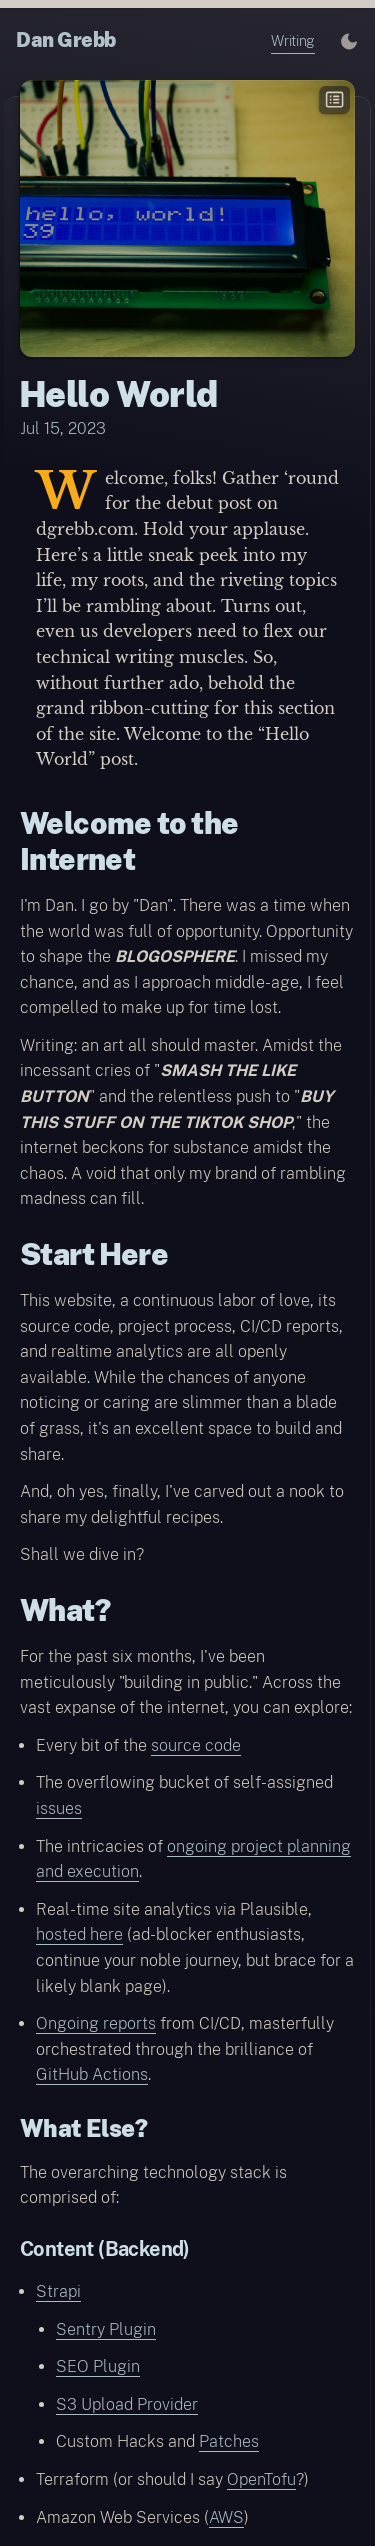 Dan Grebb
Writing
hello, world!
39
Hello World
Jul 15, 2023
Welcome, folks! Gather ‘round
for the debut post on
dgrebb.com. Hold your applause.
Here’s a little sneak peek into my
life, my roots, and the riveting topics
I’ll be rambling about. Turns out,
even us developers need to flex our
technical writing muscles. So,
without further ado, behold the
grand ribbon-cutting for this section
of the site. Welcome to the “Hello
World” post.
Welcome to the
Internet
I'm Dan. I go by "Dan". There was a time when
the world was full of opportunity. Opportunity
to shape the BLOGOSPHERE. I missed my
chance, and as I approach middle-age, I feel
compelled to make up for time lost.
Writing: an art all should master. Amidst the
incessant cries of "SMASH THE LIKE
BUTTON" and the relentless push to "BUY
THIS STUFF ON THE TIKTOK SHOP," the
internet beckons for substance amidst the
chaos. A void that only my brand of rambling
madness can fill.
Start Here
This website, a continuous labor of love, its
source code, project process, CI/CD reports,
and realtime analytics are all openly
available. While the chances of anyone
noticing or caring are slimmer than a blade
of grass, it's an excellent space to build and
share.
And, oh yes, finally, I've carved out a nook to
share my delightful recipes.
Shall we dive in?
What?
For the past six months, I've been
meticulously "building in public." Across the
vast expanse of the internet, you can explore:
• Every bit of the source code
• The overflowing bucket of self-assigned
issues
• The intricacies of ongoing project planning
and execution.
• Real-time site analytics via Plausible,
hosted here (ad-blocker enthusiasts,
continue your noble journey, but brace for a
likely blank page).
• Ongoing reports from CI/CD, masterfully
orchestrated through the brilliance of
GitHub Actions.
What Else?
The overarching technology stack is
comprised of:
Content (Backend)
• Strapi
• Sentry Plugin
• SEO Plugin
• S3 Upload Provider
• Custom Hacks and Patches
• Terraform (or should I say OpenTofu?)
• Amazon Web Services (AWS)